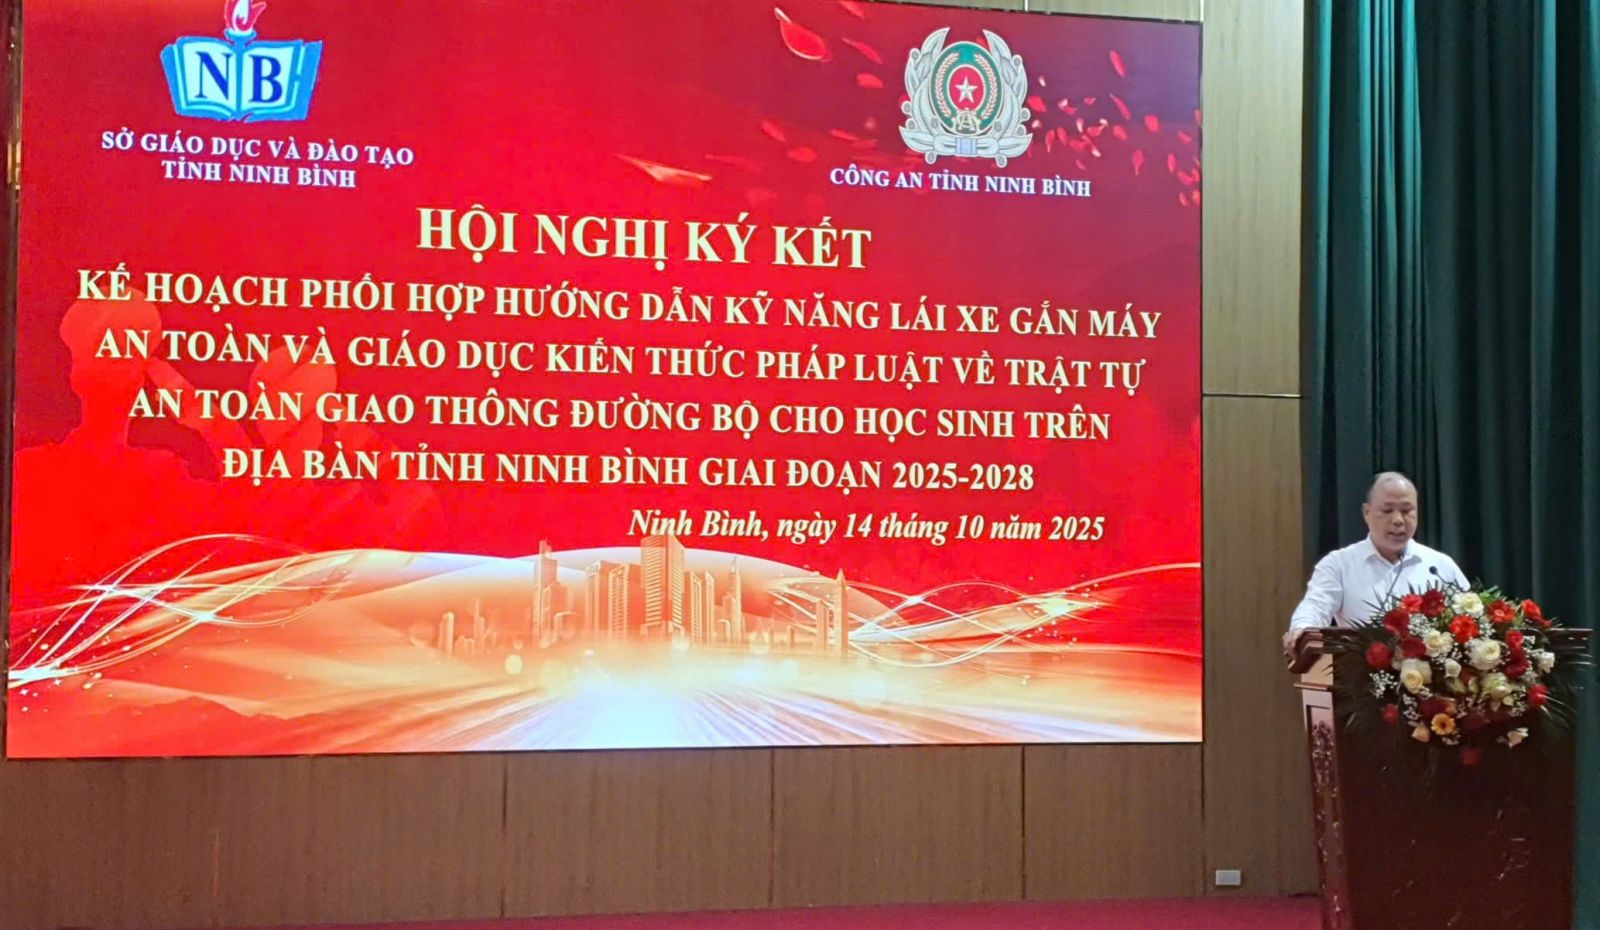 NB
SỞ GIÁO DỤC VÀ ĐÀO TẠO
TỈNH NINH BÌNH
CÔNG AN TỈNH NINH BÌNH
HỘI NGHỊ KÝ KẾT
KẾ HOẠCH PHỐI HỢP HƯỚNG DẪN KỸ NĂNG LÁI XE GẮN MÁY
AN TOÀN VÀ GIÁO DỤC KIẾN THỨC PHÁP LUẬT VỀ TRẬT TỰ
AN TOÀN GIAO THÔNG ĐƯỜNG BỘ CHO HỌC SINH TRÊN
ĐỊA BÀN TỈNH NINH BÌNH GIAI ĐOẠN 2025-2028
Ninh Bình, ngày 14 tháng 10 năm 2025